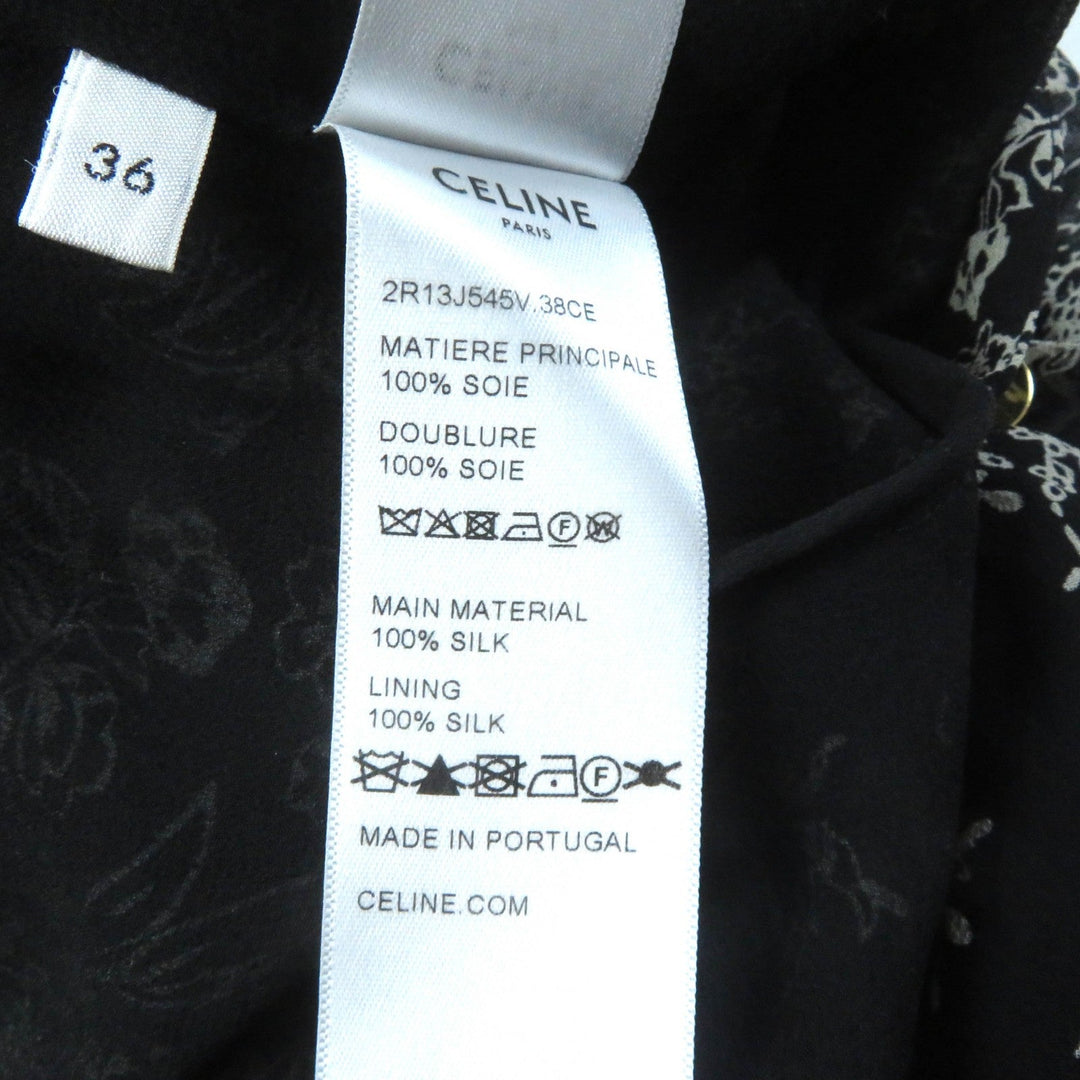 36
CELINE
PARIS
2R13J545V.38CE
MATIERE PRINCIPALE
100% SOIE
DOUBLURE
100% SOIE
F W
MAIN MATERIAL
100% SILK
LINING
100% SILK
F
MADE IN PORTUGAL
CELINE.COM